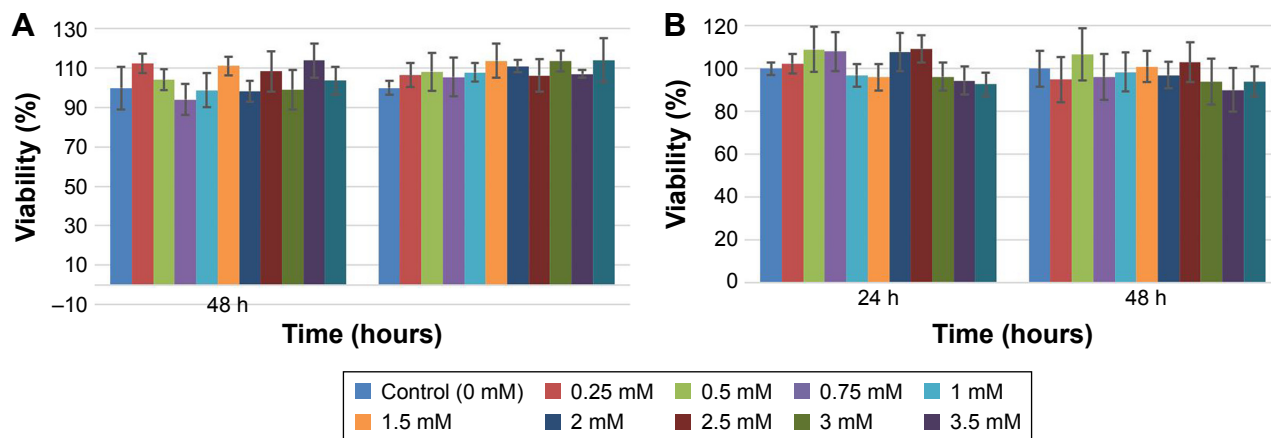 A
Viability (%)
130
110
90
70
50
30
10
–10
48 h
Time (hours)
B
Viability (%)
120
100
80
60
40
20
0
24 h
48 h
Time (hours)
Control (0 mM) 0.25 mM 0.5 mM 0.75 mM 1 mM
1.5 mM 2 mM 2.5 mM 3 mM 3.5 mM